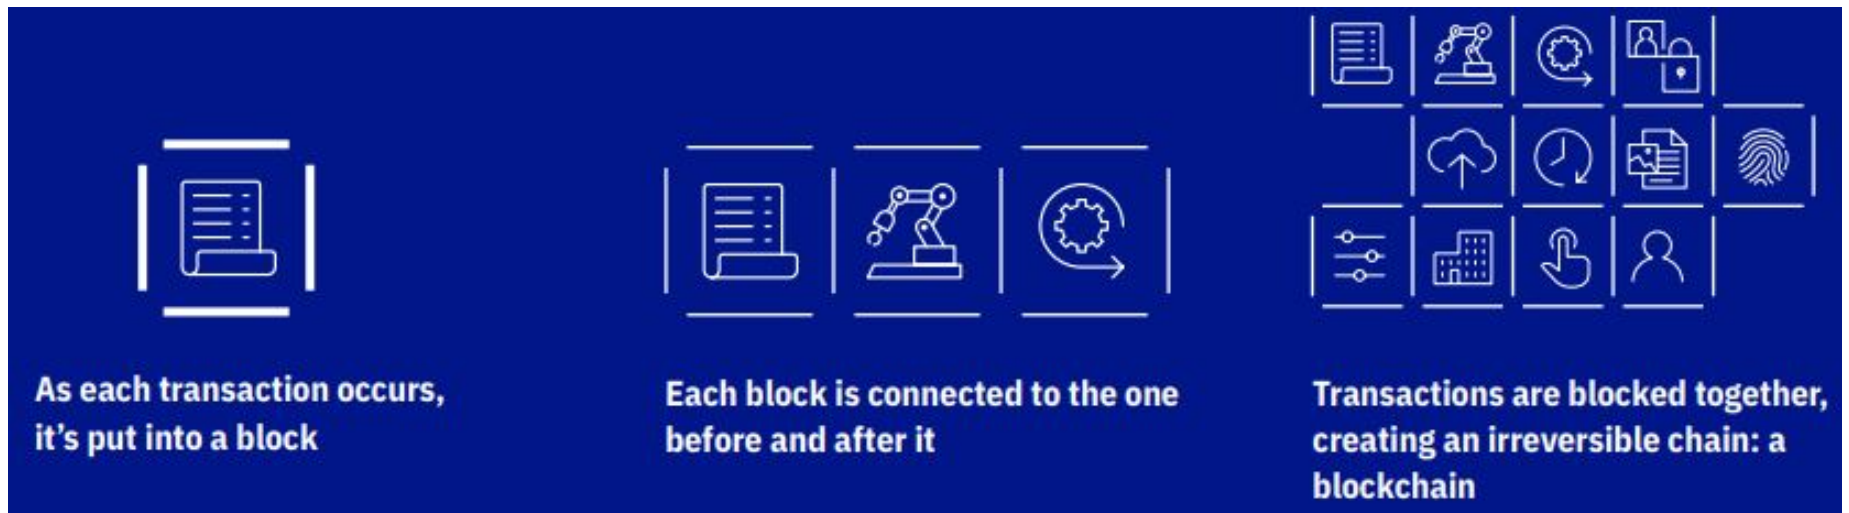 As each transaction occurs,
it's put into a block
Each block is connected to the one
before and after it
Transactions are blocked together,
creating an irreversible chain: a
blockchain